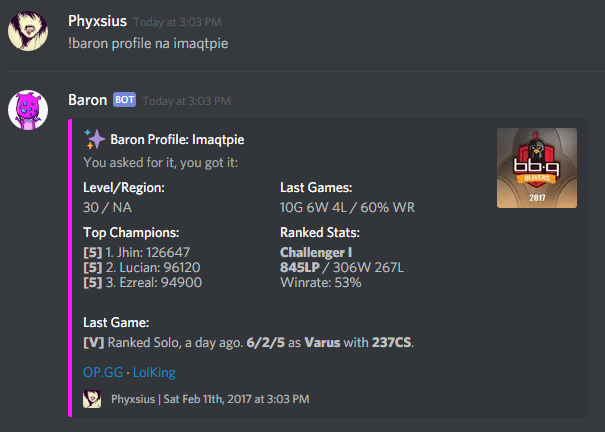 Phyxsius Today at 3:03 PM
!baron profile na imaqtpie
Baron BOT Today at 3:03 PM
Baron Profile: Imaqtpie
You asked for it, you got it:
Level/Region:
30 / NA
Last Games:
10G 6W 4L / 60% WR
Top Champions:
[5] 1. Jhin: 126647
[5] 2. Lucian: 96120
[5] 3. Ezreal: 94900
Ranked Stats:
Challenger I
845LP / 306W 267L
Winrate: 53%
Last Game:
[V] Ranked Solo, a day ago. 6/2/5 as Varus with 237CS.
OP.GG · LolKing
Phyxsius | Sat Feb 11th, 2017 at 3:03 PM
bbq
OLIVERS
2017